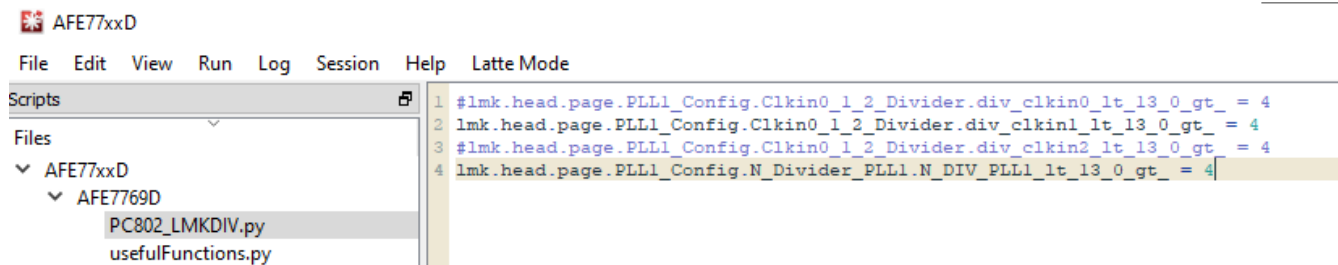 AFE77xxD
File Edit View Run Log Session Help Latte Mode
Scripts
Files
AFE77xxD
AFE7769D
PC802_LMKDIV.py
usefulFunctions.py
1 #lmk.head.page.PLL1_Config.Clkin0_1_2_Divider.div_clkin0_lt_13_0_gt_ = 4
2 lmk.head.page.PLL1_Config.Clkin0_1_2_Divider.div_clkin1_lt_13_0_gt_ = 4
3 #lmk.head.page.PLL1_Config.Clkin0_1_2_Divider.div_clkin2_lt_13_0_gt_ = 4
4 lmk.head.page.PLL1_Config.N_Divider_PLL1.N_DIV_PLL1_lt_13_0_gt_ = 4